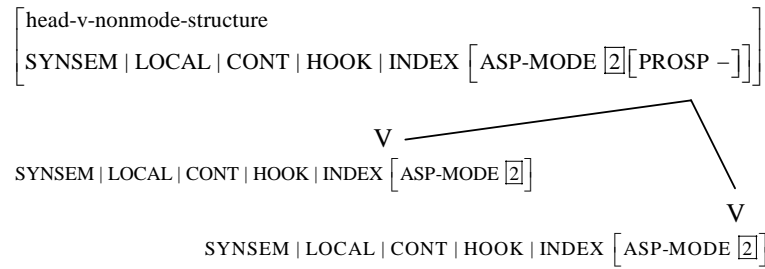 head-v-nonmode-structure
SYNSEM | LOCAL | CONT | HOOK | INDEX [ASP-MODE [2][PROSP –]]
V
SYNSEM | LOCAL | CONT | HOOK | INDEX [ASP-MODE [2]]
V
SYNSEM | LOCAL | CONT | HOOK | INDEX [ASP-MODE [2]]